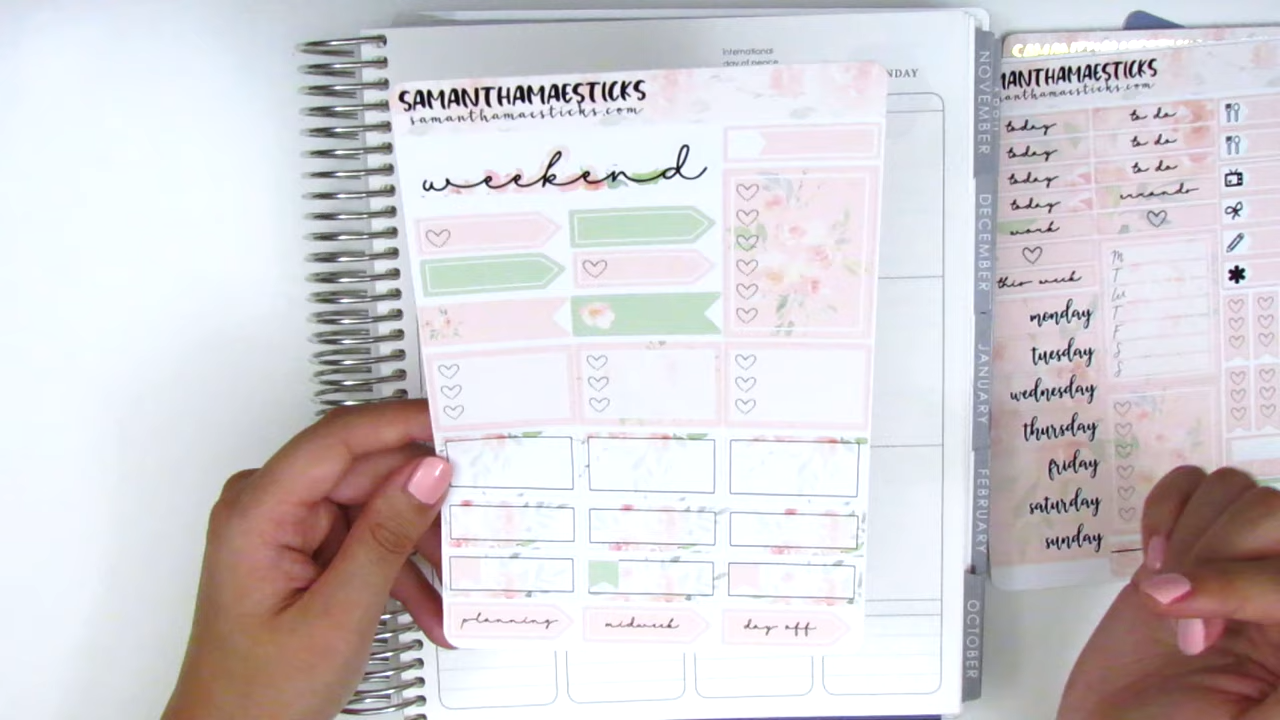 International
day of peace
NDAY
SAMANTHAMAESTICKS
samanthamaesticks.com
weekend
planning
midweek
day off
NOVEMBER
DECEMBER
JANUARY
FEBRUARY
OCTOBER
MANTHAMAESTICKS
manthamaesticks.com
today
today
today
today
work
this week
to do
to do
to do
errands
M
T
W
T
F
S
S
monday
tuesday
wednesday
thursday
friday
saturday
sunday